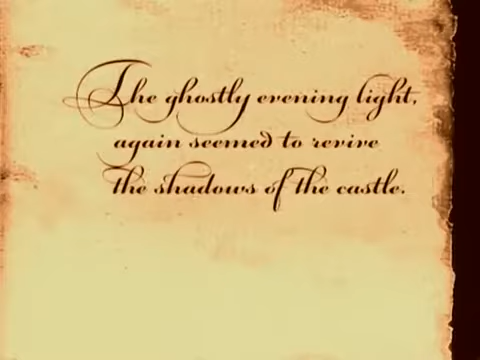 The ghostly evening light,
again seemed to revive
the shadows of the castle.